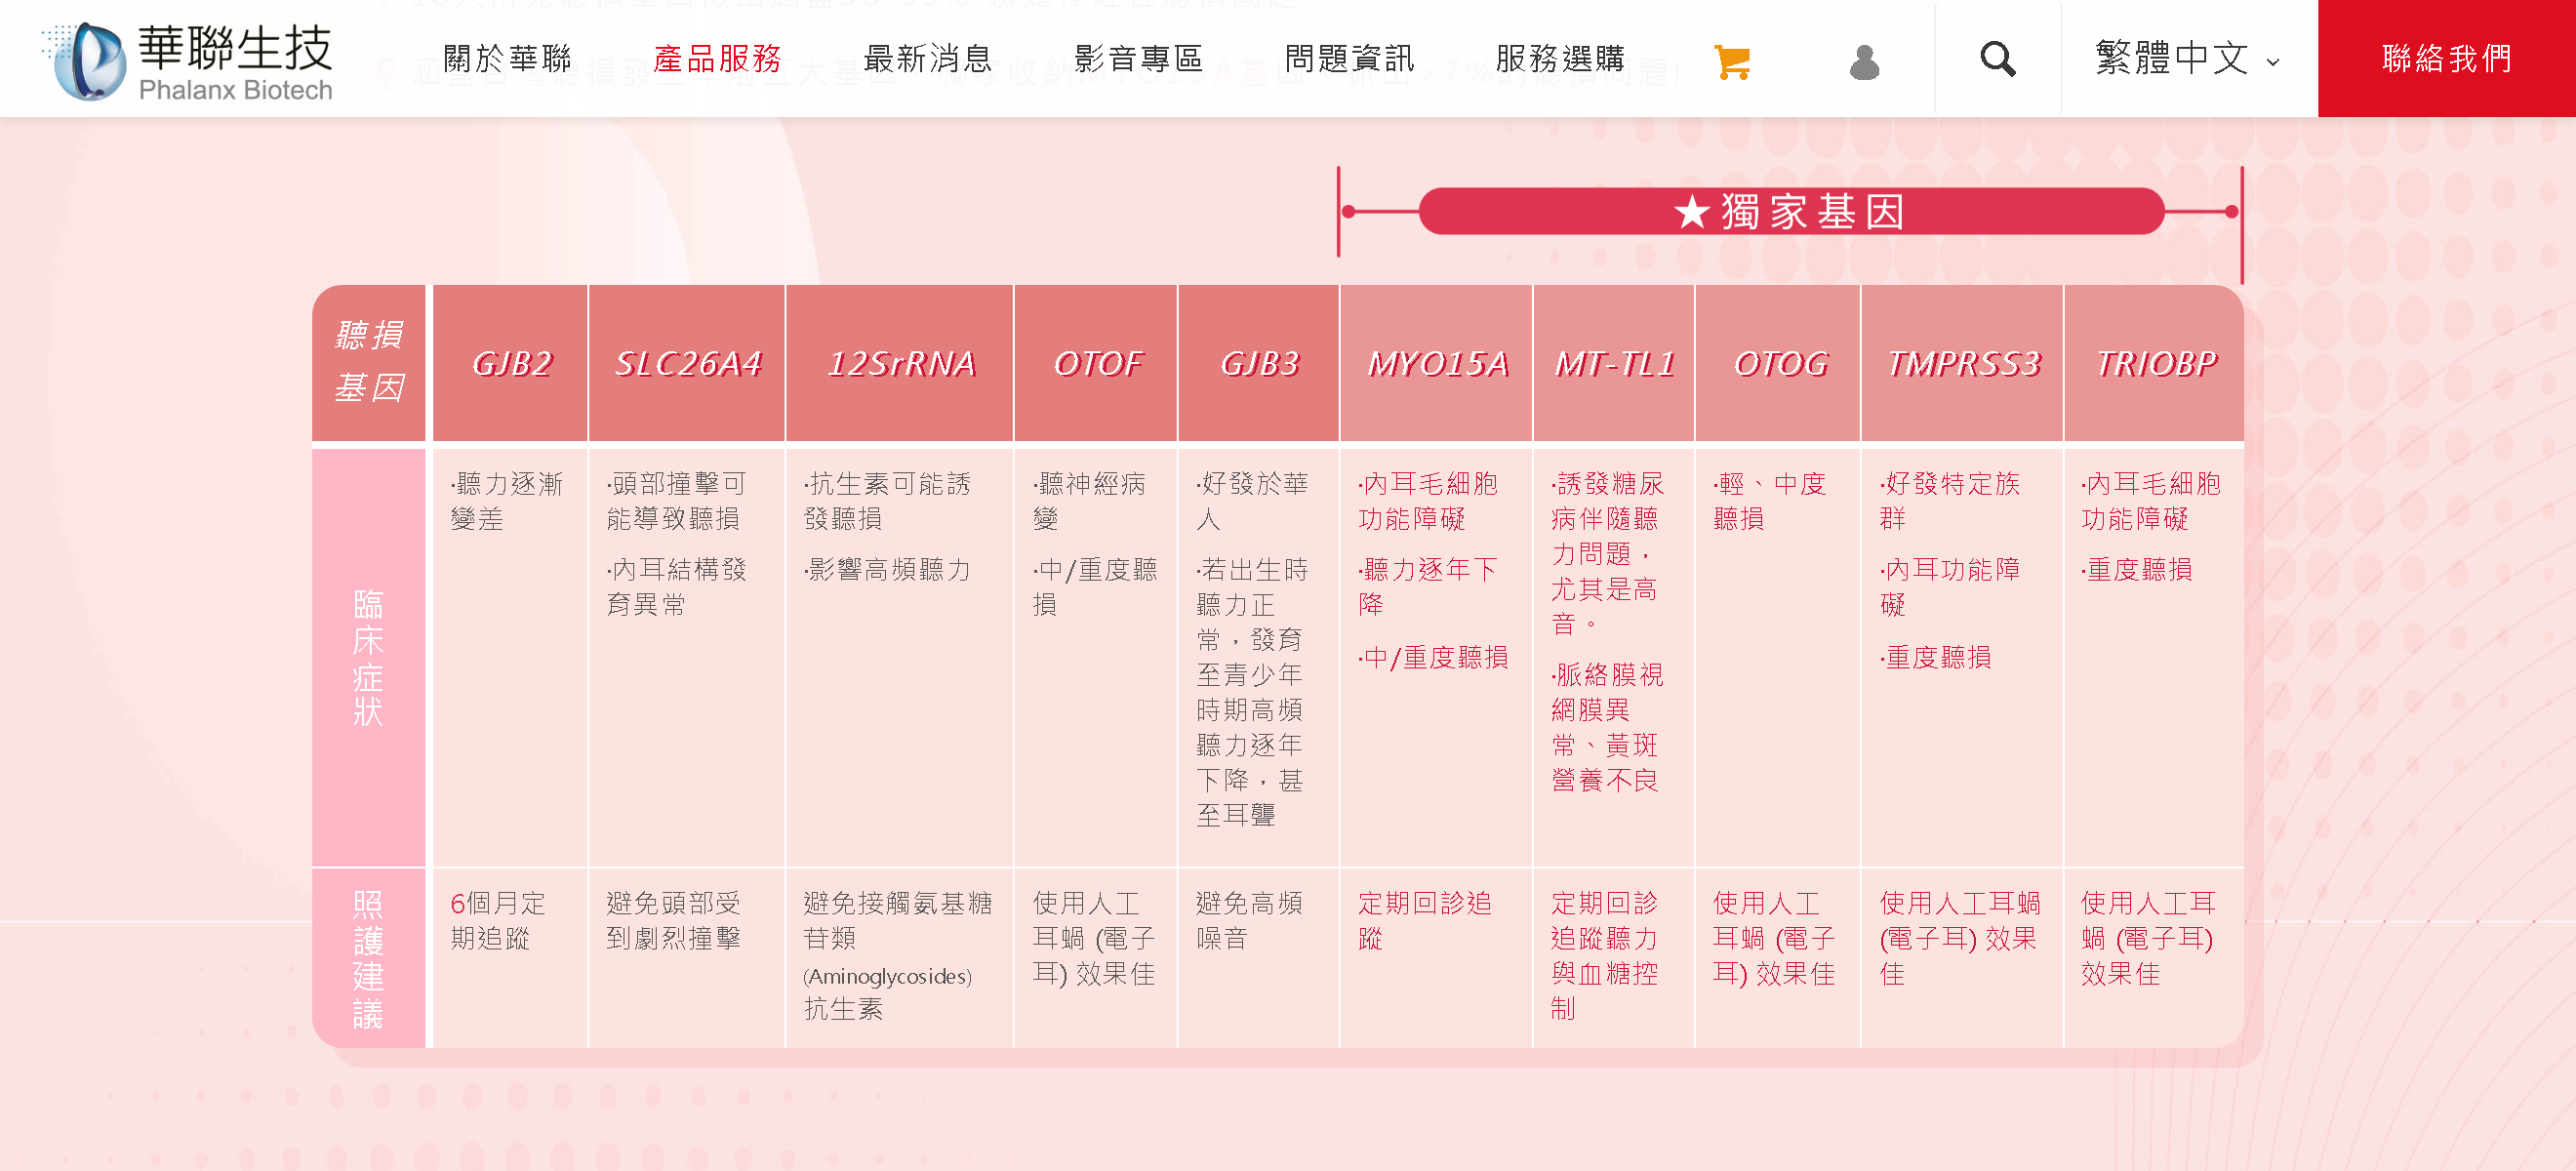 華聯生技
Phalanx Biotech
關於華聯
產品服務
最新消息
影音專區
問題資訊
服務選購
繁體中文
聯絡我們
★獨家基因
聽損
基因
GJB2
SLC26A4
12SrRNA
OTOF
GJB3
MYO15A
MT-TL1
OTOG
TMPRSS3
TRIOBP
臨床症狀
·聽力逐漸
變差
·頭部撞擊可
能導致聽損
·內耳結構發
育異常
·抗生素可能誘
發聽損
·影響高頻聽力
·聽神經病
變
·中/重度聽
損
·好發於華
人
·若出生時
聽力正
常，發育
至青少年
時期高頻
聽力逐年
下降，甚
至耳聾
·內耳毛細胞
功能障礙
·聽力逐年下
降
·中/重度聽損
·誘發糖尿
病伴隨聽
力問題，
尤其是高
音。
·脈絡膜視
網膜異
常、黃斑
營養不良
·輕、中度
聽損
·好發特定族
群
·內耳功能障
礙
·重度聽損
·內耳毛細胞
功能障礙
·重度聽損
照護建議
6個月定
期追蹤
避免頭部受
到劇烈撞擊
避免接觸氨基糖
苷類
(Aminoglycosides)
抗生素
使用人工
耳蝸 (電子
耳) 效果佳
避免高頻
噪音
定期回診追
蹤
定期回診
追蹤聽力
與血糖控
制
使用人工
耳蝸 (電子
耳) 效果佳
使用人工耳蝸
(電子耳) 效果
佳
使用人工耳
蝸 (電子耳)
效果佳